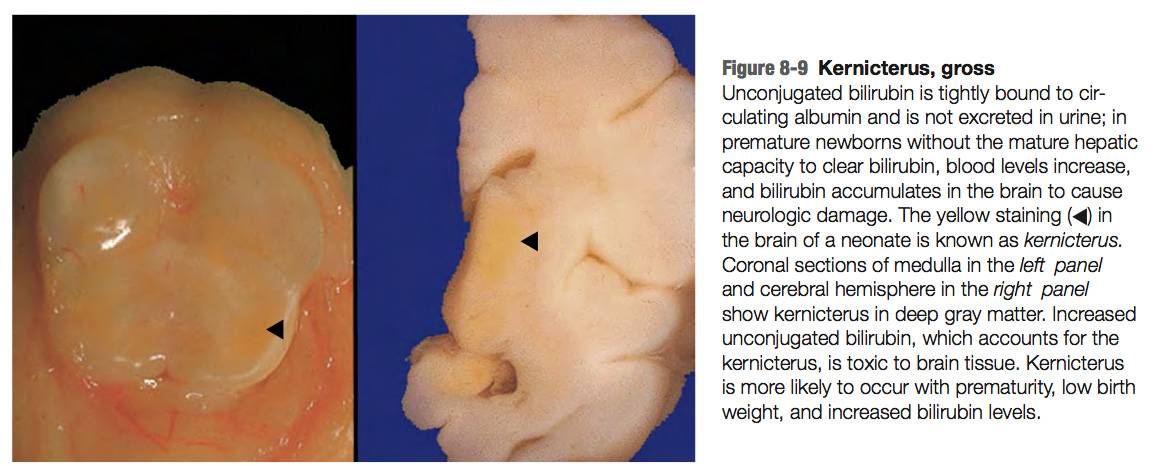 Figure 8-9 Kernicterus, gross
Unconjugated bilirubin is tightly bound to cir-
culating albumin and is not excreted in urine; in
premature newborns without the mature hepatic
capacity to clear bilirubin, blood levels increase,
and bilirubin accumulates in the brain to cause
neurologic damage. The yellow staining (◀) in
the brain of a neonate is known as kernicterus.
Coronal sections of medulla in the left panel
and cerebral hemisphere in the right panel
show kernicterus in deep gray matter. Increased
unconjugated bilirubin, which accounts for the
kernicterus, is toxic to brain tissue. Kernicterus
is more likely to occur with prematurity, low birth
weight, and increased bilirubin levels.